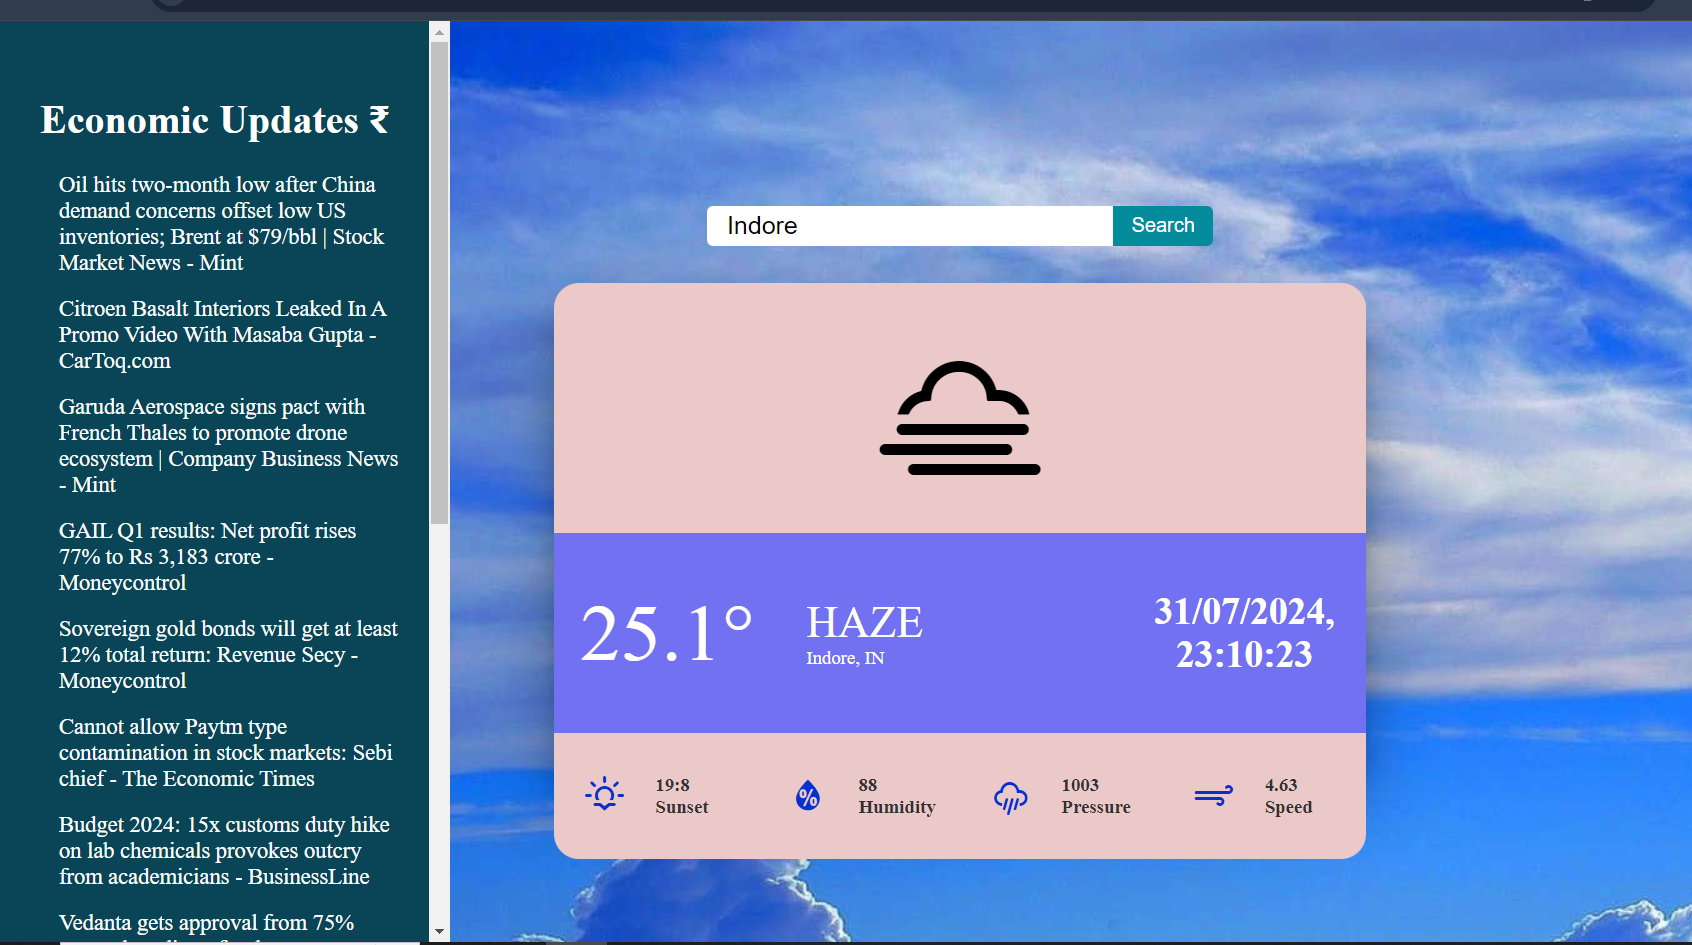 Economic Updates ₹
Oil hits two-month low after China
demand concerns offset low US
inventories; Brent at $79/bbl | Stock
Market News - Mint
Citroen Basalt Interiors Leaked In A
Promo Video With Masaba Gupta -
CarToq.com
Garuda Aerospace signs pact with
French Thales to promote drone
ecosystem | Company Business News
- Mint
GAIL Q1 results: Net profit rises
77% to Rs 3,183 crore -
Moneycontrol
Sovereign gold bonds will get at least
12% total return: Revenue Secy -
Moneycontrol
Cannot allow Paytm type
contamination in stock markets: Sebi
chief - The Economic Times
Budget 2024: 15x customs duty hike
on lab chemicals provokes outcry
from academicians - BusinessLine
Vedanta gets approval from 75%
Indore
Search
25.1°
HAZE
Indore, IN
31/07/2024,
23:10:23
19:8
Sunset
%
88
Humidity
1003
Pressure
4.63
Speed